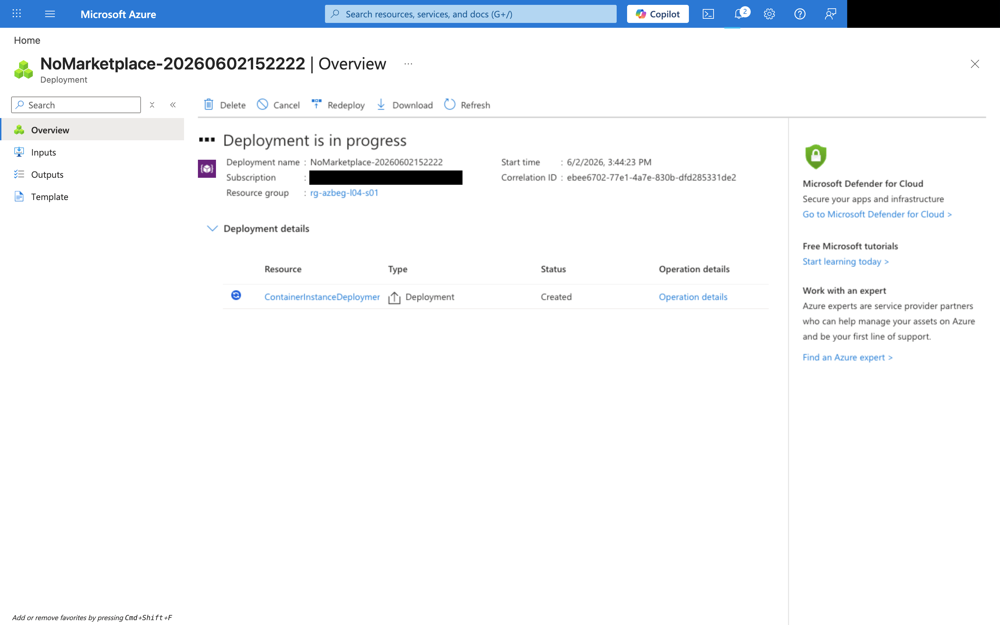 Microsoft Azure
Search resources, services, and docs (G+/)
Copilot
2
Home
NoMarketplace-20260602152222 | Overview
Deployment
Search
Overview
Inputs
Outputs
Template
Delete
Cancel
Redeploy
Download
Refresh
Deployment is in progress
Deployment name : NoMarketplace-20260602152222
Subscription :
Resource group : rg-azbeg-l04-s01
Start time : 6/2/2026, 3:44:23 PM
Correlation ID : ebee6702-77e1-4a7e-830b-dfd285331de2
Deployment details
Resource Type Status Operation details
ContainerInstanceDeploymer Deployment Created Operation details
Microsoft Defender for Cloud
Secure your apps and infrastructure
Go to Microsoft Defender for Cloud >
Free Microsoft tutorials
Start learning today >
Work with an expert
Azure experts are service provider partners
who can help manage your assets on Azure
and be your first line of support.
Find an Azure expert >
Add or remove favorites by pressing Cmd+Shift+F